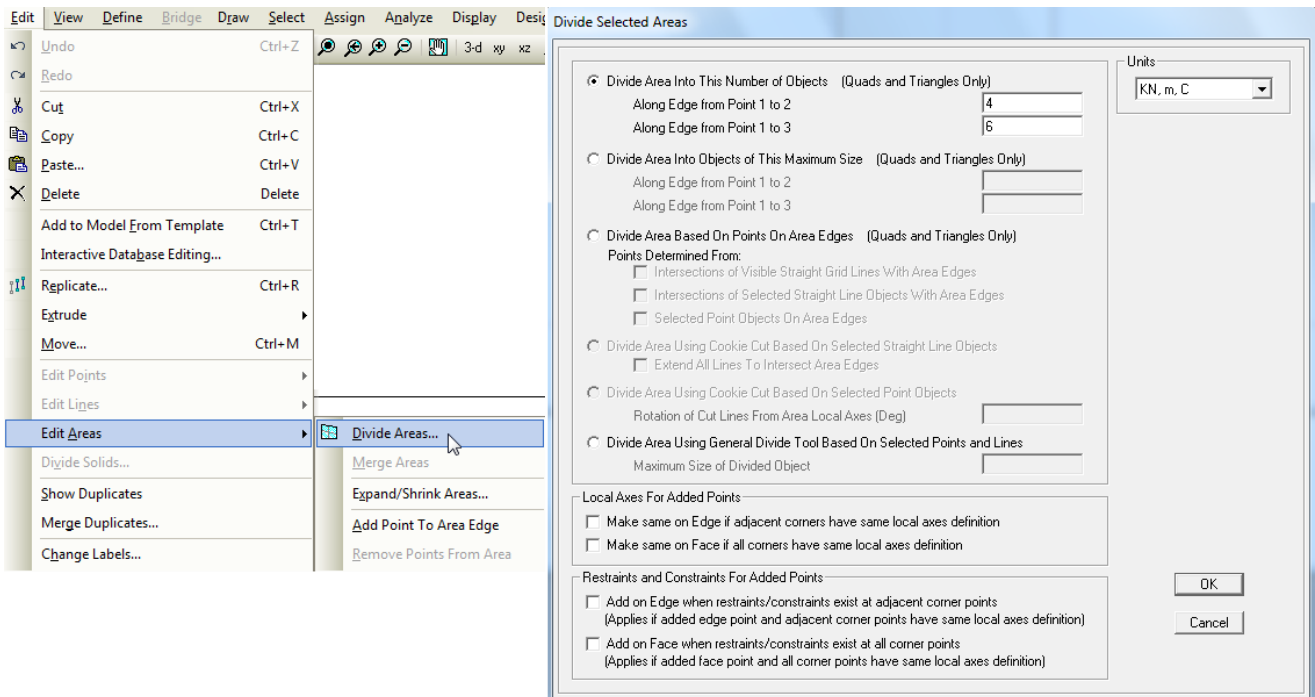 Edit View Define Bridge Draw Select Assign Analyze Display Desig
Undo Ctrl+Z
3-d xy xz
Redo
Cut Ctrl+X
Copy Ctrl+C
Paste... Ctrl+V
Delete Delete
Add to Model From Template Ctrl+T
Interactive Database Editing...
Replicate... Ctrl+R
Extrude
Move... Ctrl+M
Edit Points
Edit Lines
Edit Areas
Divide Solids...
Show Duplicates
Merge Duplicates...
Change Labels...
Divide Areas...
Merge Areas
Expand/Shrink Areas...
Add Point To Area Edge
Remove Points From Area
Divide Selected Areas
Divide Area Into This Number of Objects (Quads and Triangles Only)
Along Edge from Point 1 to 2 4
Along Edge from Point 1 to 3 6
Divide Area Into Objects of This Maximum Size (Quads and Triangles Only)
Along Edge from Point 1 to 2
Along Edge from Point 1 to 3
Divide Area Based On Points On Area Edges (Quads and Triangles Only)
Points Determined From:
Intersections of Visible Straight Grid Lines With Area Edges
Intersections of Selected Straight Line Objects With Area Edges
Selected Point Objects On Area Edges
Divide Area Using Cookie Cut Based On Selected Straight Line Objects
Extend All Lines To Intersect Area Edges
Divide Area Using Cookie Cut Based On Selected Point Objects
Rotation of Cut Lines From Area Local Axes (Deg)
Divide Area Using General Divide Tool Based On Selected Points and Lines
Maximum Size of Divided Object
Local Axes For Added Points
Make same on Edge if adjacent corners have same local axes definition
Make same on Face if all corners have same local axes definition
Restraints and Constraints For Added Points
Add on Edge when restraints/constraints exist at adjacent corner points
(Applies if added edge point and adjacent corner points have same local axes definition)
Add on Face when restraints/constraints exist at all corner points
(Applies if added face point and all corner points have same local axes definition)
Units
KN, m, C
OK
Cancel